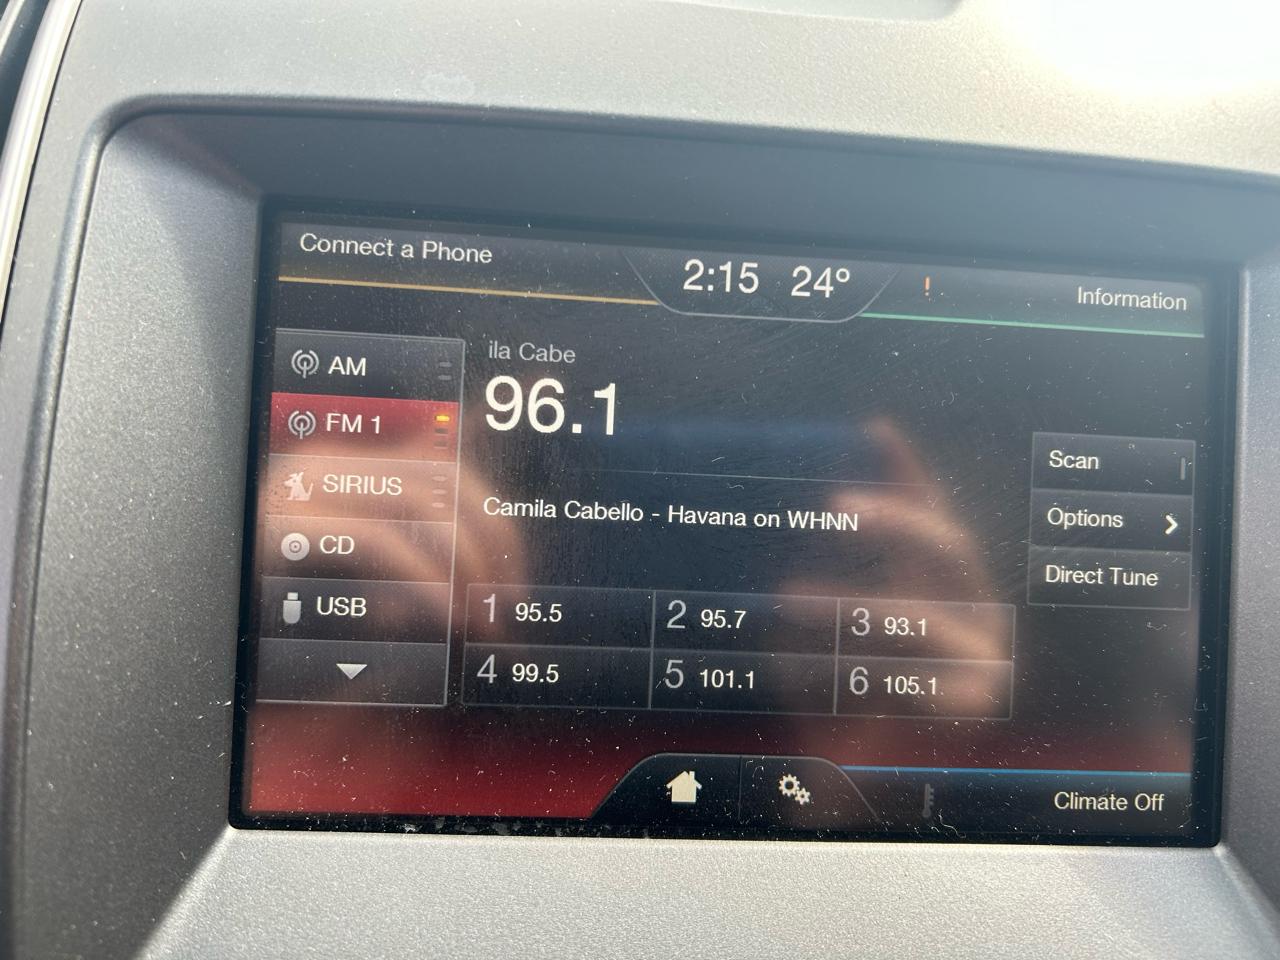 Connect a Phone
2:15 24°
!
Information
AM
FM 1
SIRIUS
CD
USB
ila Cabe
96.1
Camila Cabello - Havana on WHNN
Scan
Options
Direct Tune
1 95.5
2 95.7
3 93.1
4 99.5
5 101.1
6 105.1
Climate Off